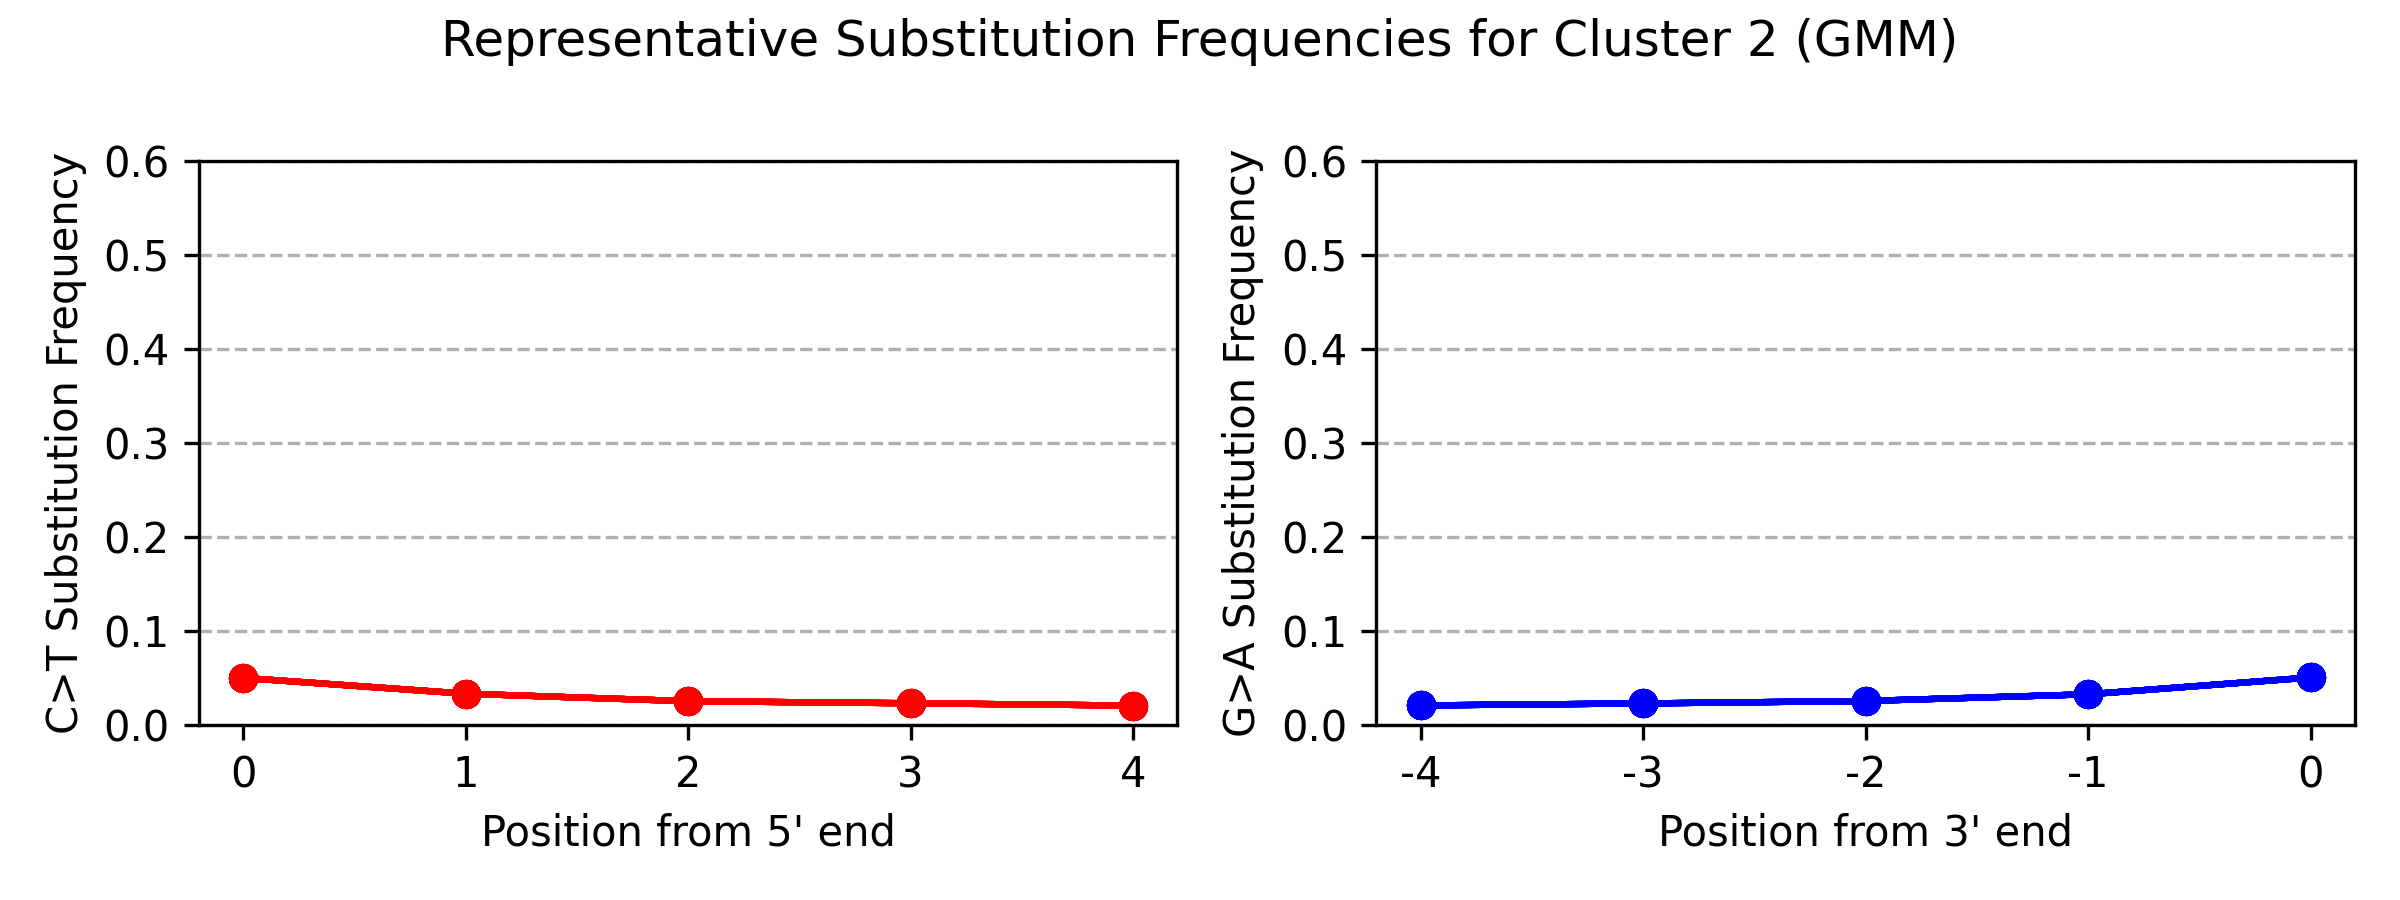 Representative Substitution Frequencies for Cluster 2 (GMM)
C>T Substitution Frequency
0.6
0.5
0.4
0.3
0.2
0.1
0.0
0 1 2 3 4
Position from 5' end
G>A Substitution Frequency
0.6
0.5
0.4
0.3
0.2
0.1
0.0
-4 -3 -2 -1 0
Position from 3' end